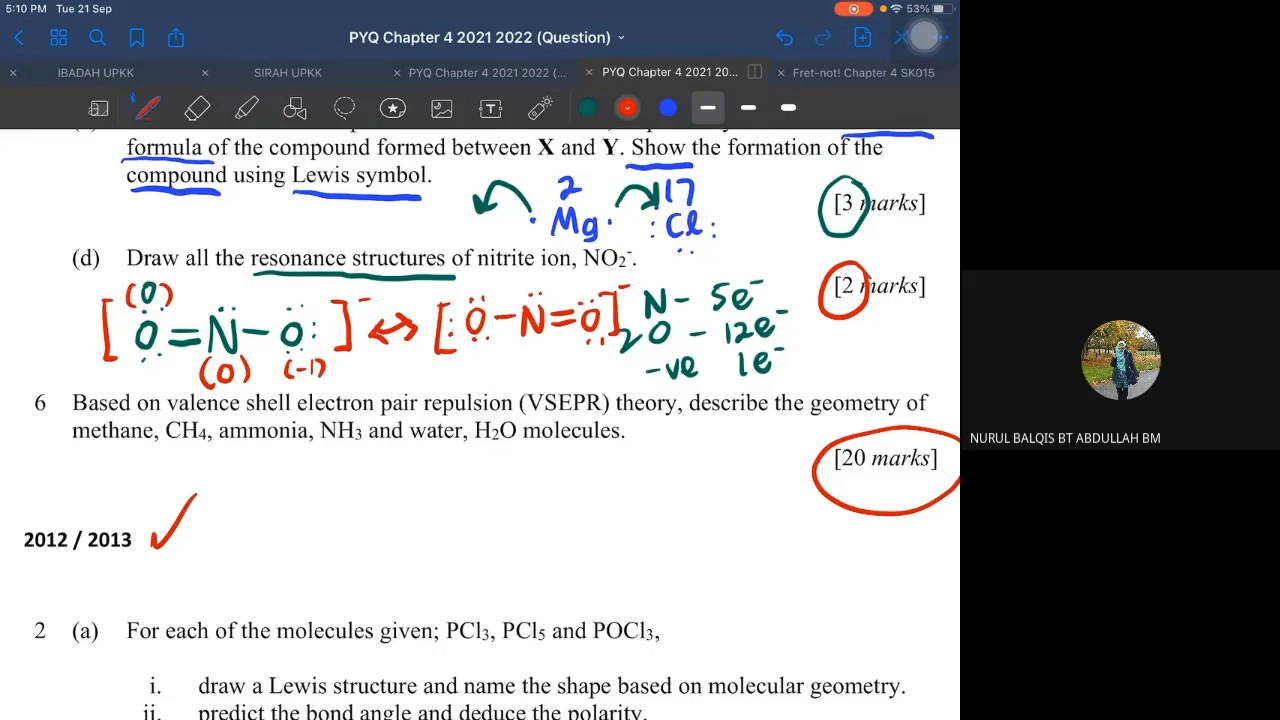 5:10 PM Tue 21 Sep
53%
PYQ Chapter 4 2021 2022 (Question)
IBADAH UPKK
SIRAH UPKK
PYQ Chapter 4 2021 2022 (...
PYQ Chapter 4 2021 20...
Fret-not! Chapter 4 SK015
formula of the compound formed between X and Y. Show the formation of the
compound using Lewis symbol.
2 17
Mg :Cl:
[3 marks]
(d) Draw all the resonance structures of nitrite ion, NO₂⁻.
[2 marks]
(0)
[Ö=N̈-Ö:]⁻ ↔ [:Ö-N̈=Ö]⁻
(0) (-1)
N - 5e⁻
2O - 12e⁻
-ve 1e⁻
6 Based on valence shell electron pair repulsion (VSEPR) theory, describe the geometry of
methane, CH₄, ammonia, NH₃ and water, H₂O molecules.
[20 marks]
NURUL BALQIS BT ABDULLAH BM
2012 / 2013
2 (a) For each of the molecules given; PCl₃, PCl₅ and POCl₃,
i. draw a Lewis structure and name the shape based on molecular geometry.
ii. predict the bond angle and deduce the polarity.